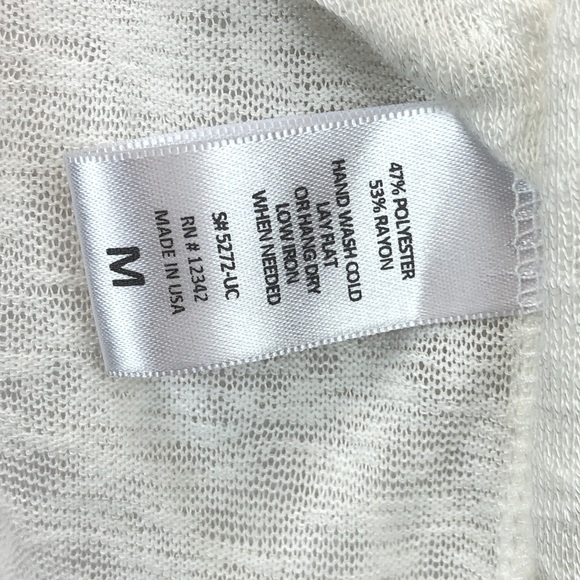 47% POLYESTER
53% RAYON
HAND WASH COLD
LAY FLAT
OR HANG DRY
LOW IRON
WHEN NEEDED
S#5272-UC
RN # 12342
MADE IN USA
M